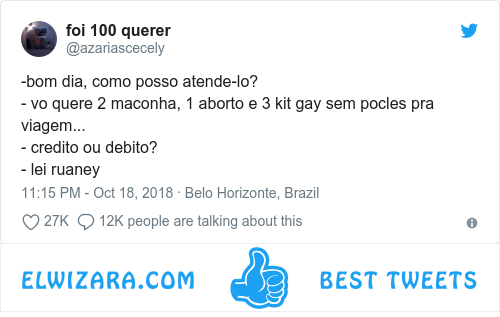 foi 100 querer
@azariascecely
-bom dia, como posso atende-lo?
- vo quere 2 maconha, 1 aborto e 3 kit gay sem pocles pra
viagem...
- credito ou debito?
- lei ruaney
11:15 PM - Oct 18, 2018 · Belo Horizonte, Brazil
27K 12K people are talking about this
ELWIZARA.COM BEST TWEETS